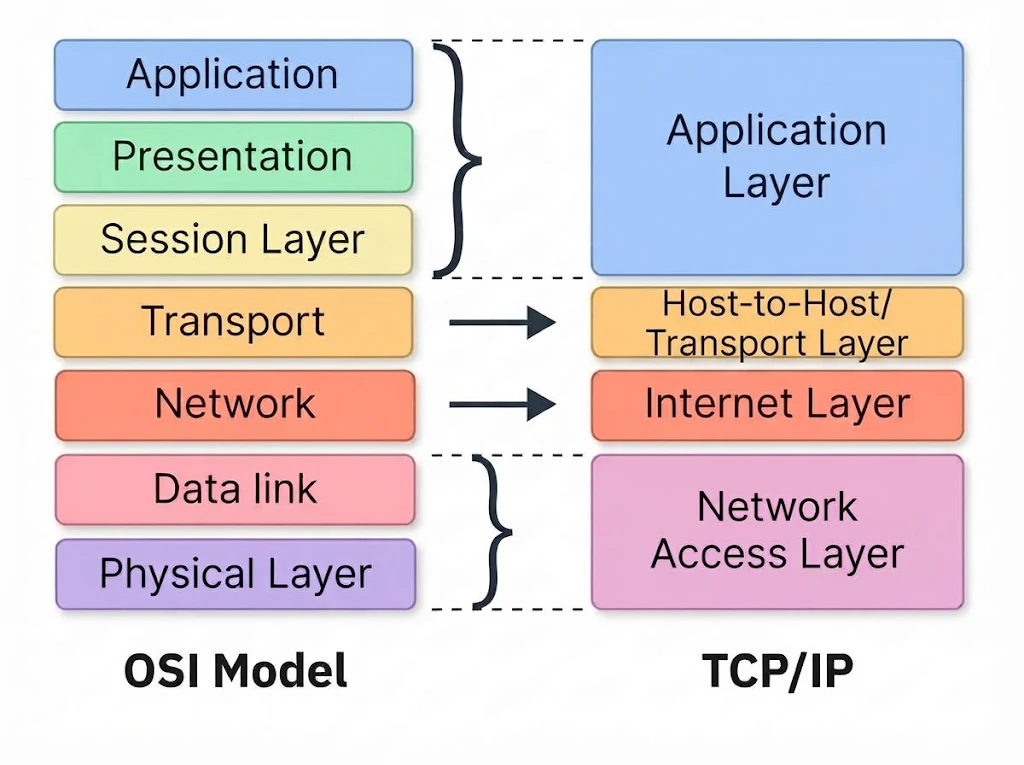 Application
Presentation
Session Layer
Transport
Network
Data link
Physical Layer
OSI Model
Application
Layer
Host-to-Host/
Transport Layer
Internet Layer
Network
Access Layer
TCP/IP